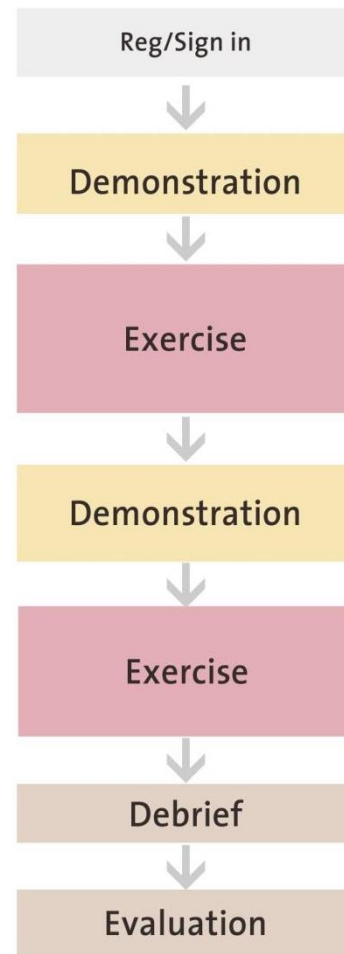 Reg/Sign in
Demonstration
Exercise
Demonstration
Exercise
Debrief
Evaluation